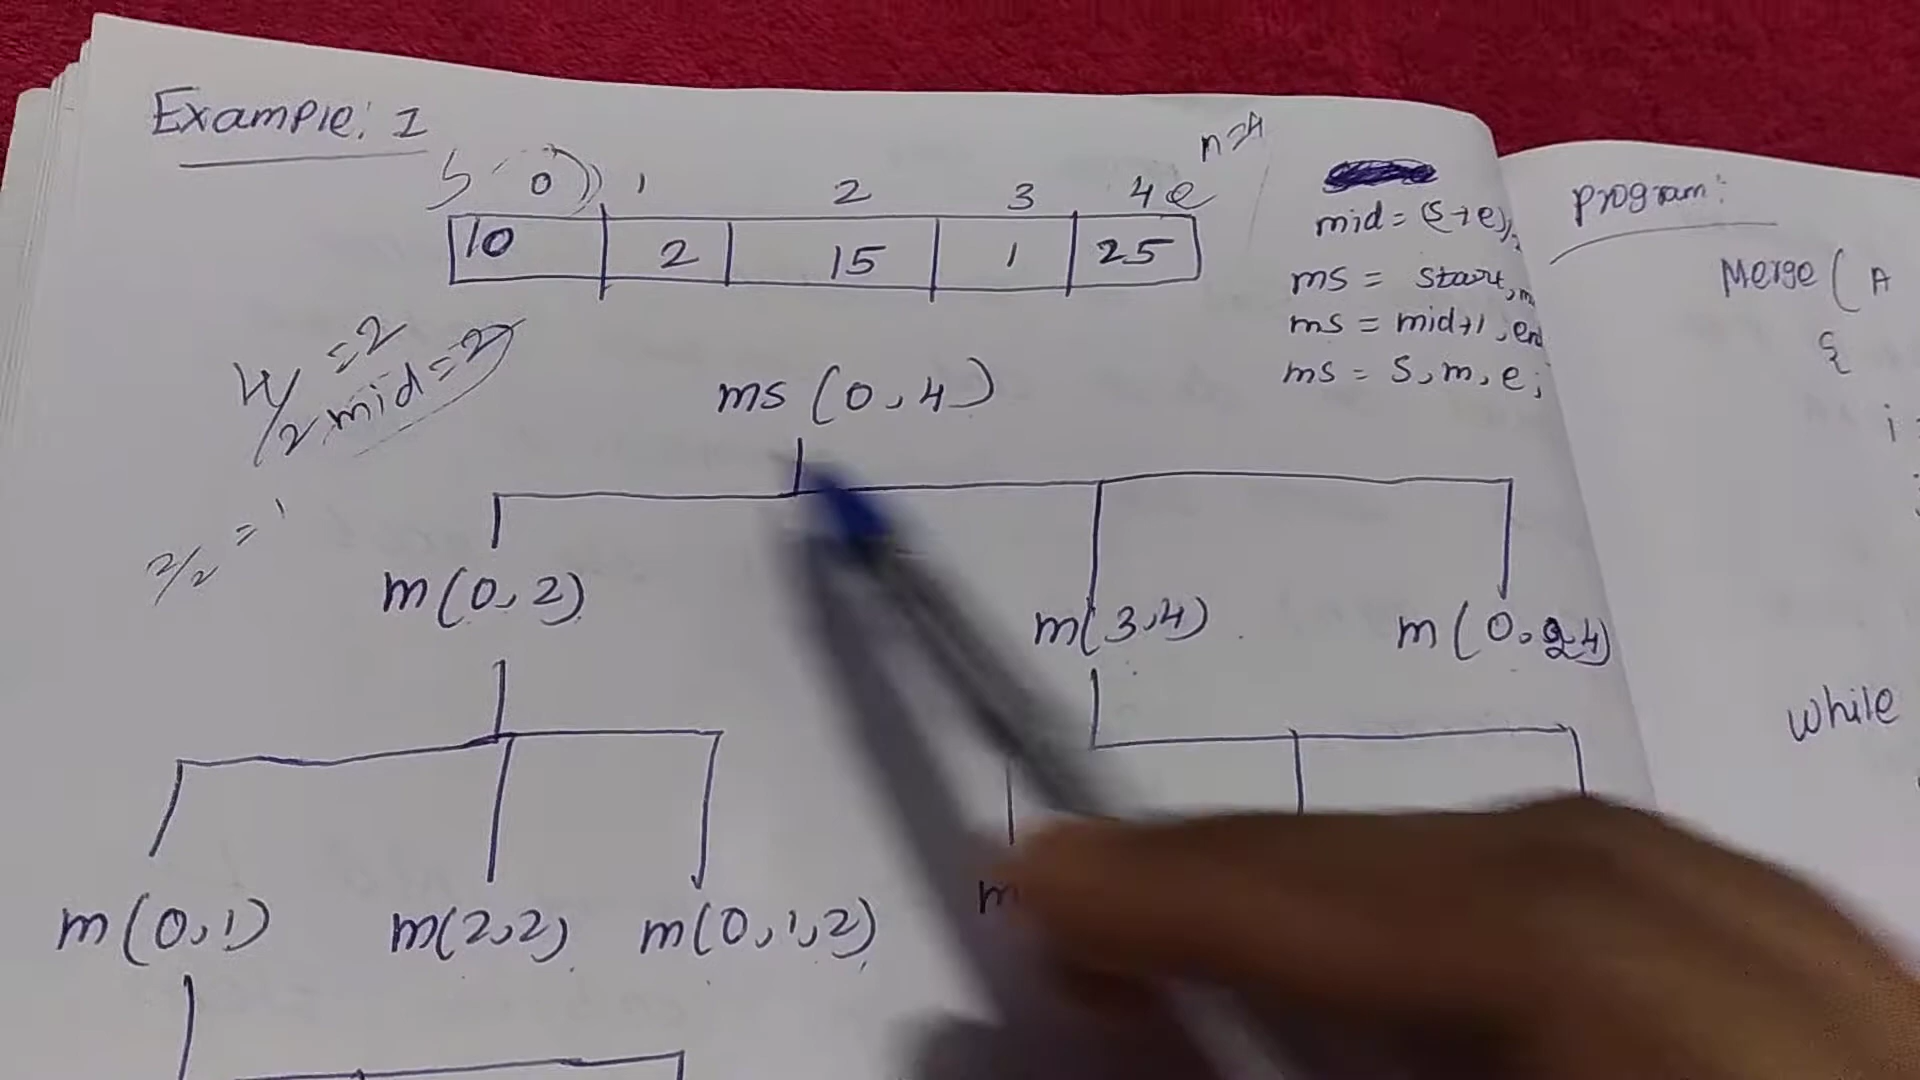 Example: 1
n=4
S 0 1 2 3 4 e
10 2 15 1 25
4/2 = 2
mid = 2
2/2 = 1
mid = (S+e)/2
ms = start, m
ms = mid+1, en
ms = S, m, e;
ms (0,4)
m(0,2) m(3,4) m(0,24)
m(0,1) m(2,2) m(0,1,2) m
program:
Merge ( A
{
i
while